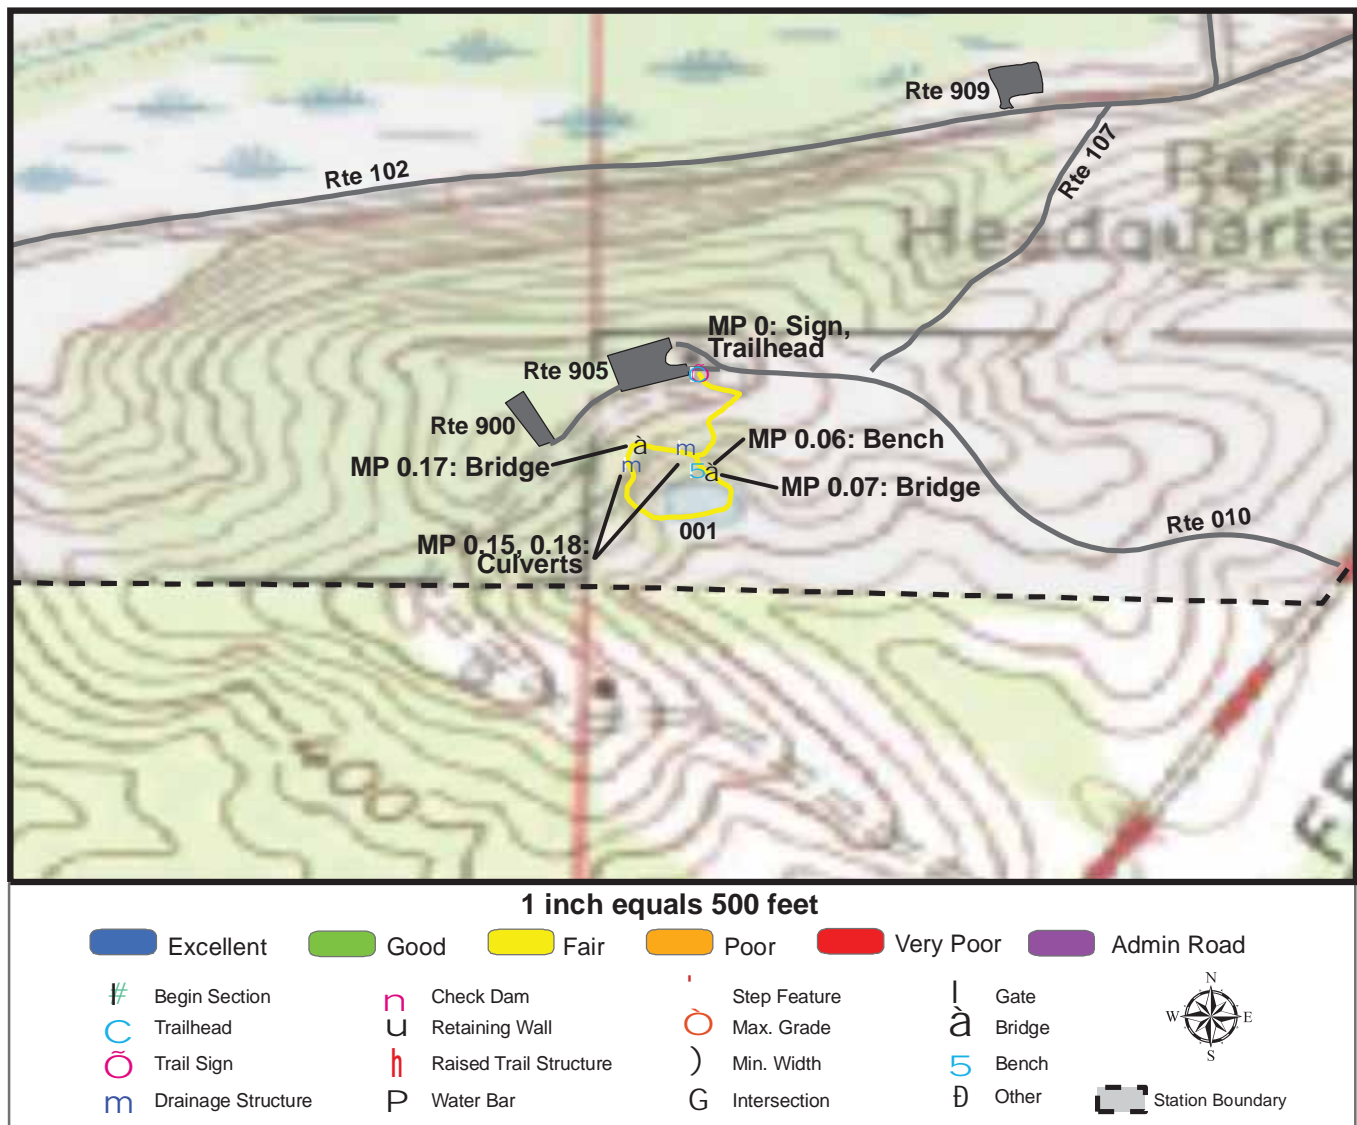 Rte 909
Rte 107
Rte 102
Refu
Headquarte
MP 0: Sign,
Trailhead
Rte 905
Rte 900
à
m
m
MP 0.06: Bench
MP 0.17: Bridge
5à
MP 0.07: Bridge
001
Rte 010
MP 0.15, 0.18:
Culverts
400
1 inch equals 500 feet
Excellent
Good
Fair
Poor
Very Poor
Admin Road
# Begin Section
n Check Dam
' Step Feature
| Gate
C Trailhead
u Retaining Wall
Ò Max. Grade
à Bridge
Õ Trail Sign
h Raised Trail Structure
) Min. Width
5 Bench
m Drainage Structure
P Water Bar
G Intersection
Ð Other
Station Boundary
N
W E
S